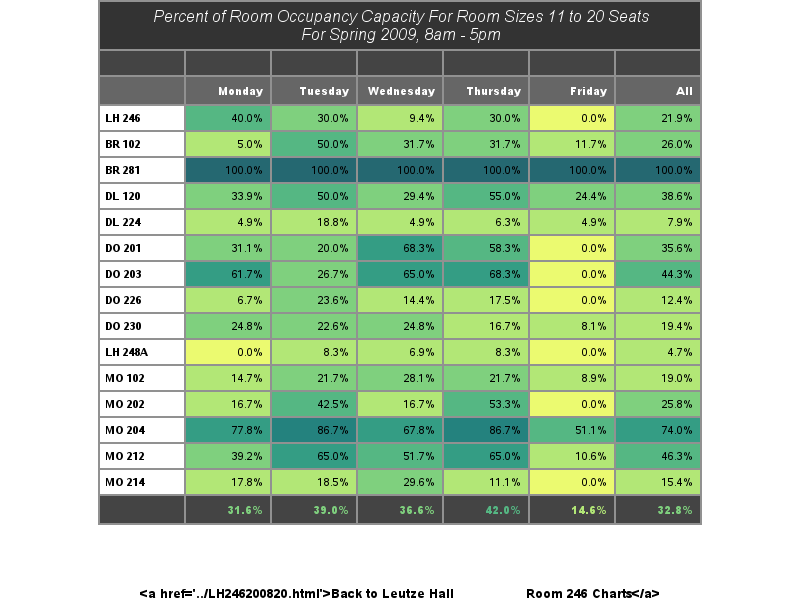 Percent of Room Occupancy Capacity For Room Sizes 11 to 20 Seats
For Spring 2009, 8am - 5pm
Monday Tuesday Wednesday Thursday Friday All
LH 246 40.0% 30.0% 9.4% 30.0% 0.0% 21.9%
BR 102 5.0% 50.0% 31.7% 31.7% 11.7% 26.0%
BR 281 100.0% 100.0% 100.0% 100.0% 100.0% 100.0%
DL 120 33.9% 50.0% 29.4% 55.0% 24.4% 38.6%
DL 224 4.9% 18.8% 4.9% 6.3% 4.9% 7.9%
DO 201 31.1% 20.0% 68.3% 58.3% 0.0% 35.6%
DO 203 61.7% 26.7% 65.0% 68.3% 0.0% 44.3%
DO 226 6.7% 23.6% 14.4% 17.5% 0.0% 12.4%
DO 230 24.8% 22.6% 24.8% 16.7% 8.1% 19.4%
LH 248A 0.0% 8.3% 6.9% 8.3% 0.0% 4.7%
MO 102 14.7% 21.7% 28.1% 21.7% 8.9% 19.0%
MO 202 16.7% 42.5% 16.7% 53.3% 0.0% 25.8%
MO 204 77.8% 86.7% 67.8% 86.7% 51.1% 74.0%
MO 212 39.2% 65.0% 51.7% 65.0% 10.6% 46.3%
MO 214 17.8% 18.5% 29.6% 11.1% 0.0% 15.4%
31.6% 39.0% 36.6% 42.0% 14.6% 32.8%
<a href='../LH246200820.html'>Back to Leutze Hall Room 246 Charts</a>